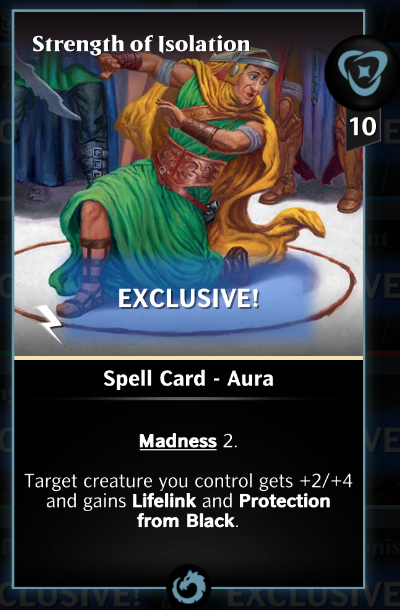 Strength of Isolation
10
EXCLUSIVE!
Spell Card - Aura
Madness 2.
Target creature you control gets +2/+4
and gains Lifelink and Protection
from Black.